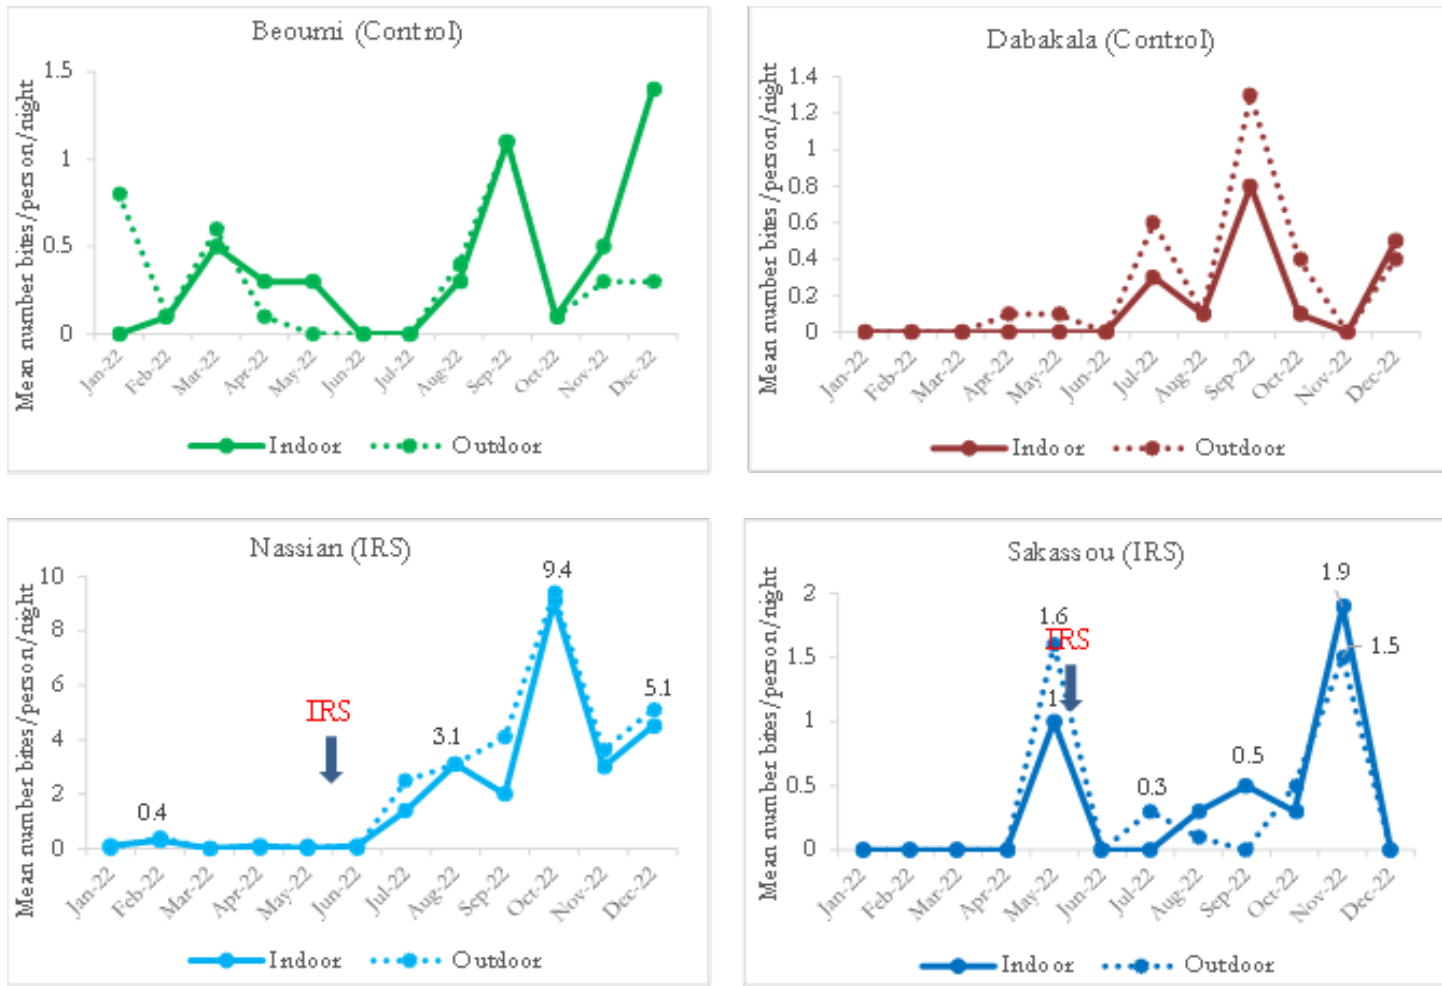 Beoumi (Control)
Mean number bites/person/night
1.5
1
0.5
0
Jan-22
Feb-22
Mar-22
Apr-22
May-22
Jun-22
Jul-22
Aug-22
Sep-22
Oct-22
Nov-22
Dec-22
Indoor
Outdoor
Dabakala (Control)
Mean number bites/person/night
1.4
1.2
1
0.8
0.6
0.4
0.2
0
Jan-22
Feb-22
Mar-22
Apr-22
May-22
Jun-22
Jul-22
Aug-22
Sep-22
Oct-22
Nov-22
Dec-22
Indoor
Outdoor
Nassian (IRS)
Mean number bites/person/night
10
8
6
4
2
0
0.4
IRS
3.1
9.4
5.1
Jan-22
Feb-22
Mar-22
Apr-22
May-22
Jun-22
Jul-22
Aug-22
Sep-22
Oct-22
Nov-22
Dec-22
Indoor
Outdoor
Sakassou (IRS)
Mean number bites/person/night
2
1.5
1
0.5
0
1.6
IRS
1
0.3
0.5
1.9
1.5
Jan-22
Feb-22
Mar-22
Apr-22
May-22
Jun-22
Jul-22
Aug-22
Sep-22
Oct-22
Nov-22
Dec-22
Indoor
Outdoor